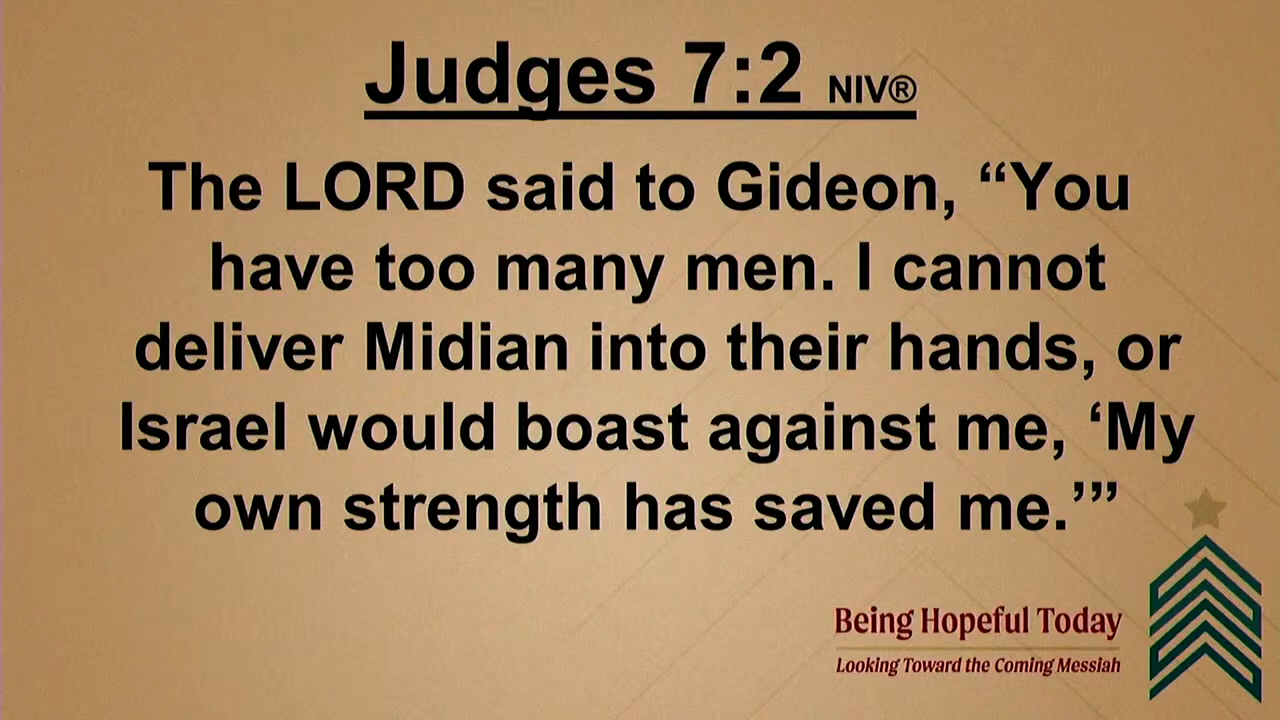 Judges 7:2 NIV®
The LORD said to Gideon, “You
have too many men. I cannot
deliver Midian into their hands, or
Israel would boast against me, ‘My
own strength has saved me.’”
Being Hopeful Today
Looking Toward the Coming Messiah